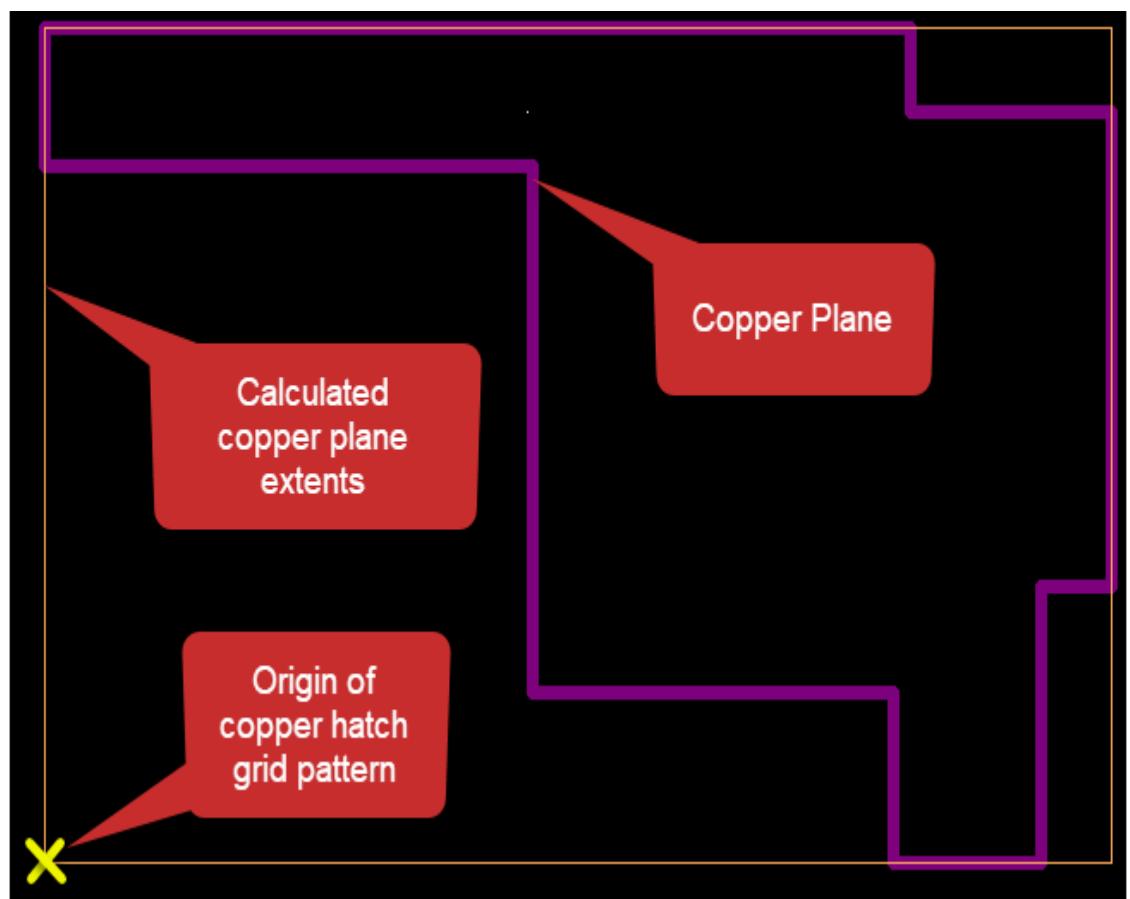 Copper Plane
Calculated
copper plane
extents
Origin of
copper hatch
grid pattern